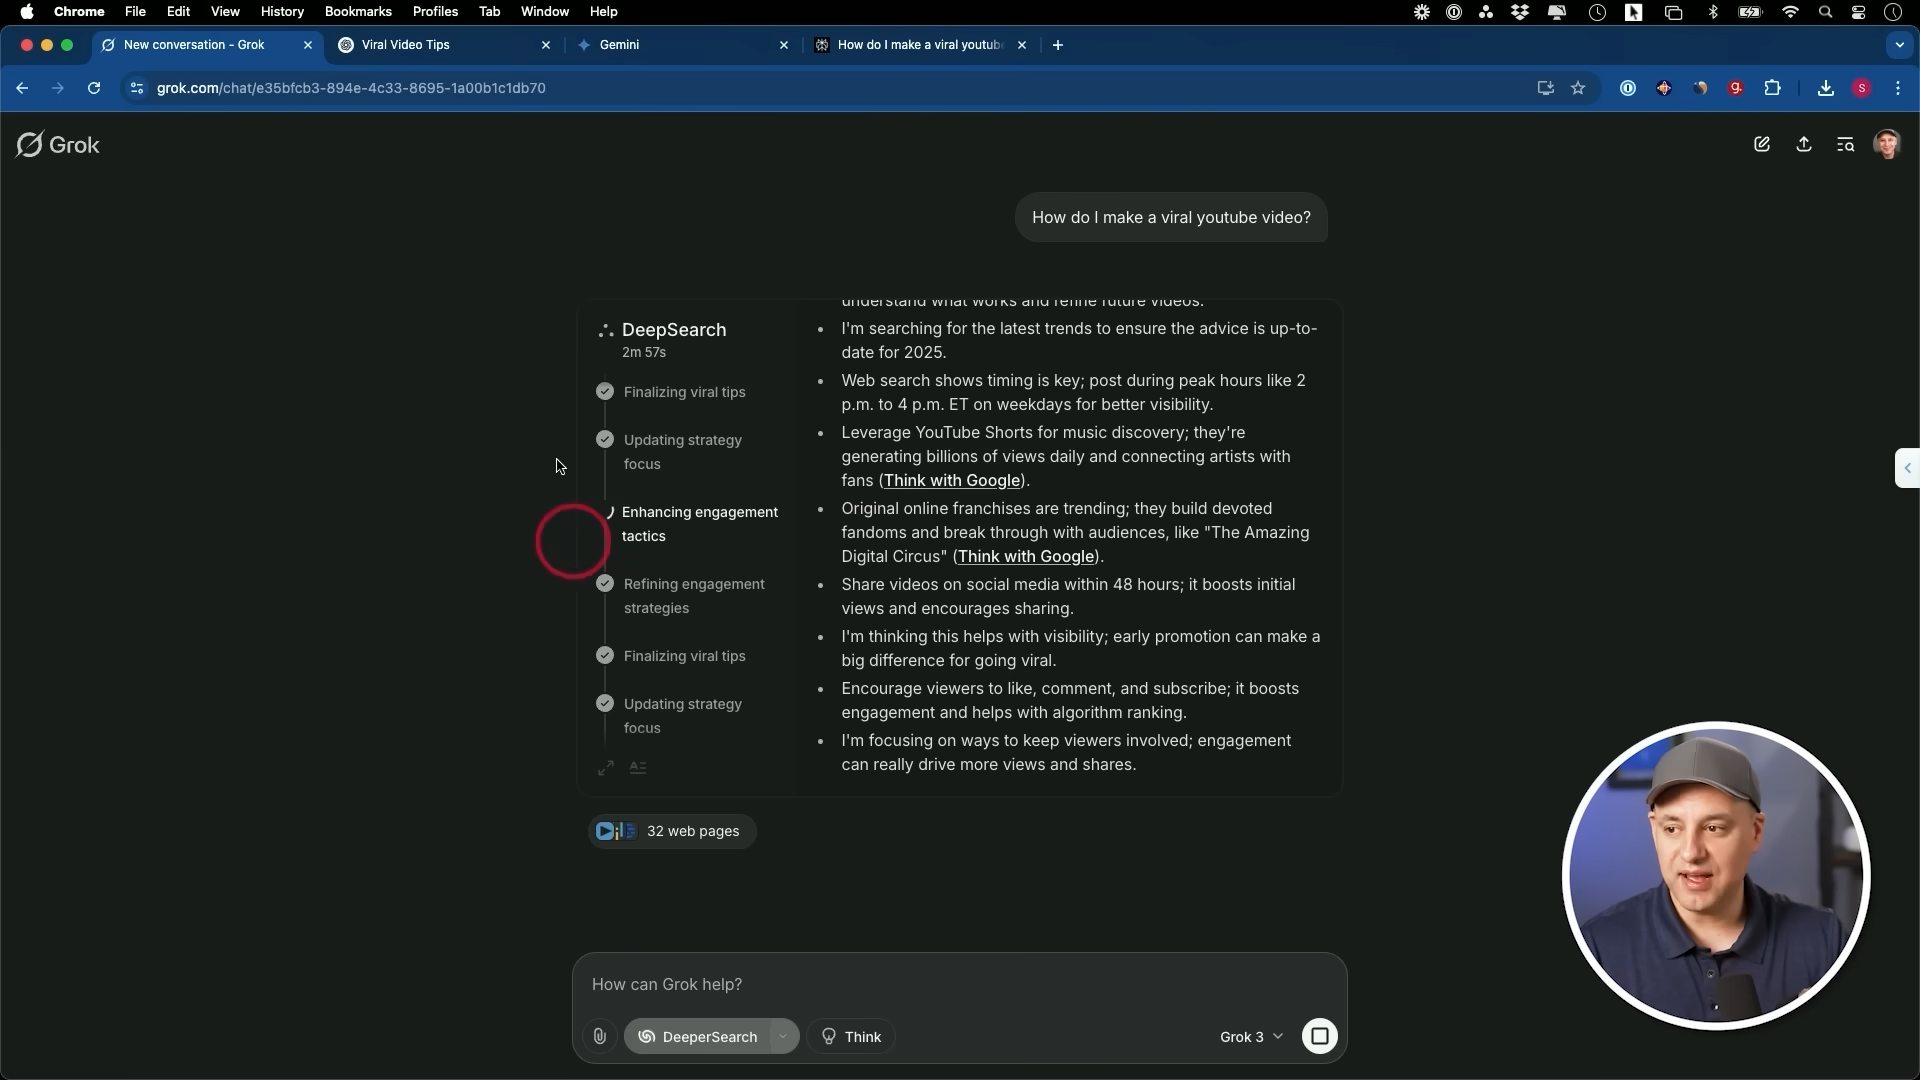 Chrome File Edit View History Bookmarks Profiles Tab Window Help
New conversation - Grok
Viral Video Tips
Gemini
How do I make a viral youtub
grok.com/chat/e35bfcb3-894e-4c33-8695-1a00b1c1db70
S
Grok
How do I make a viral youtube video?
DeepSearch
2m 57s
Finalizing viral tips
Updating strategy
focus
Enhancing engagement
tactics
Refining engagement
strategies
Finalizing viral tips
Updating strategy
focus
understand what works and refine future videos.
• I'm searching for the latest trends to ensure the advice is up-to-
date for 2025.
• Web search shows timing is key; post during peak hours like 2
p.m. to 4 p.m. ET on weekdays for better visibility.
• Leverage YouTube Shorts for music discovery; they're
generating billions of views daily and connecting artists with
fans (Think with Google).
• Original online franchises are trending; they build devoted
fandoms and break through with audiences, like "The Amazing
Digital Circus" (Think with Google).
• Share videos on social media within 48 hours; it boosts initial
views and encourages sharing.
• I'm thinking this helps with visibility; early promotion can make a
big difference for going viral.
• Encourage viewers to like, comment, and subscribe; it boosts
engagement and helps with algorithm ranking.
• I'm focusing on ways to keep viewers involved; engagement
can really drive more views and shares.
32 web pages
How can Grok help?
DeeperSearch
Think
Grok 3